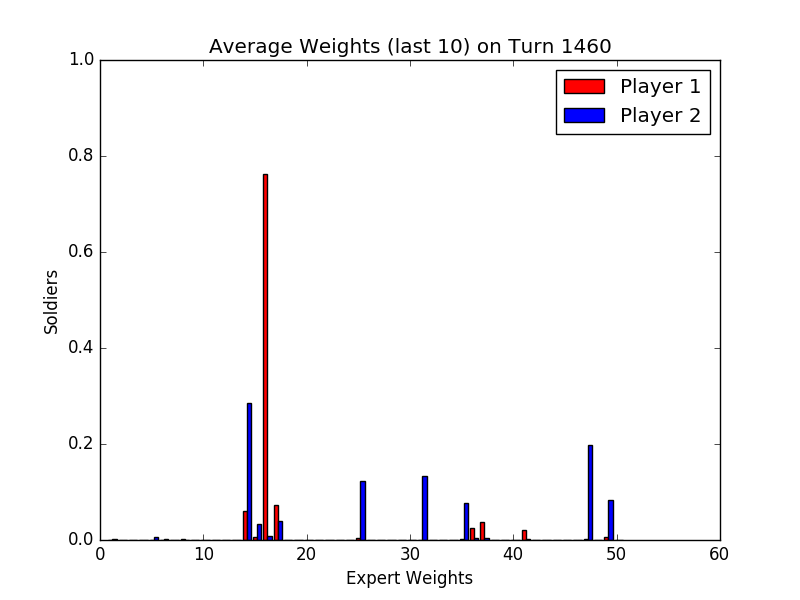 Average Weights (last 10) on Turn 1460
1.0
0.8
0.6
0.4
0.2
0.0
Soldiers
Player 1
Player 2
0 10 20 30 40 50 60
Expert Weights